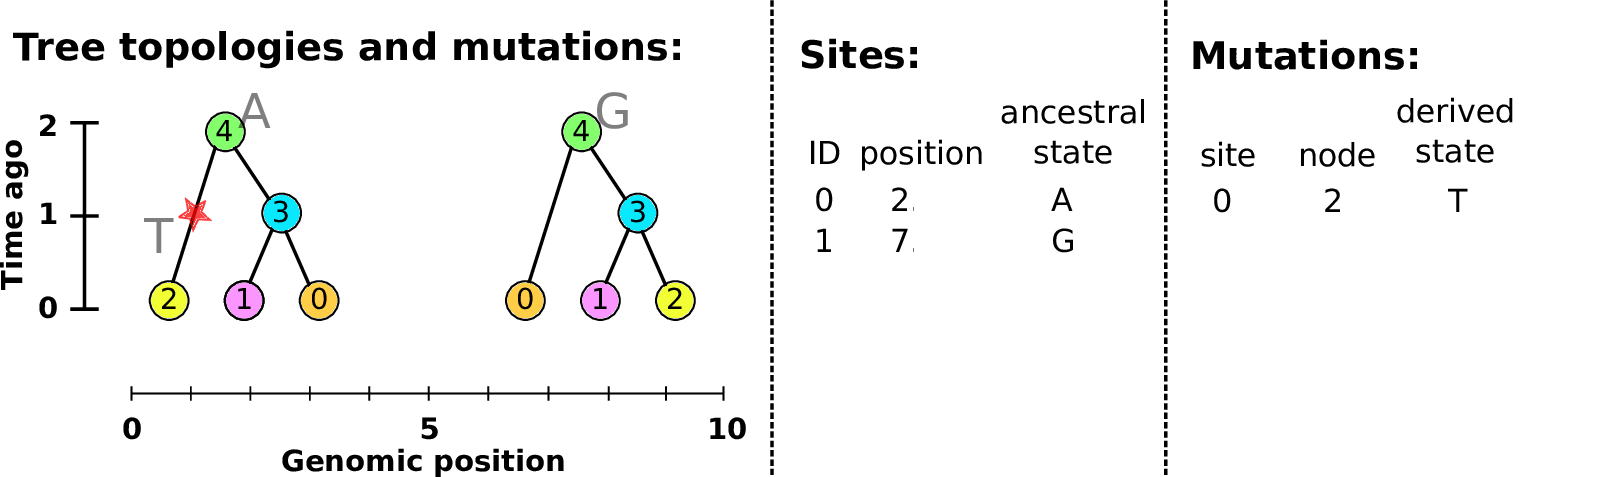 Tree topologies and mutations:
A
G
2
4
4
1
3
3
T
0
2
1
0
0
1
2
Time ago
0
5
10
Genomic position
Sites:
ancestral
ID position state
0 2. A
1 7. G
Mutations:
derived
site node state
0 2 T